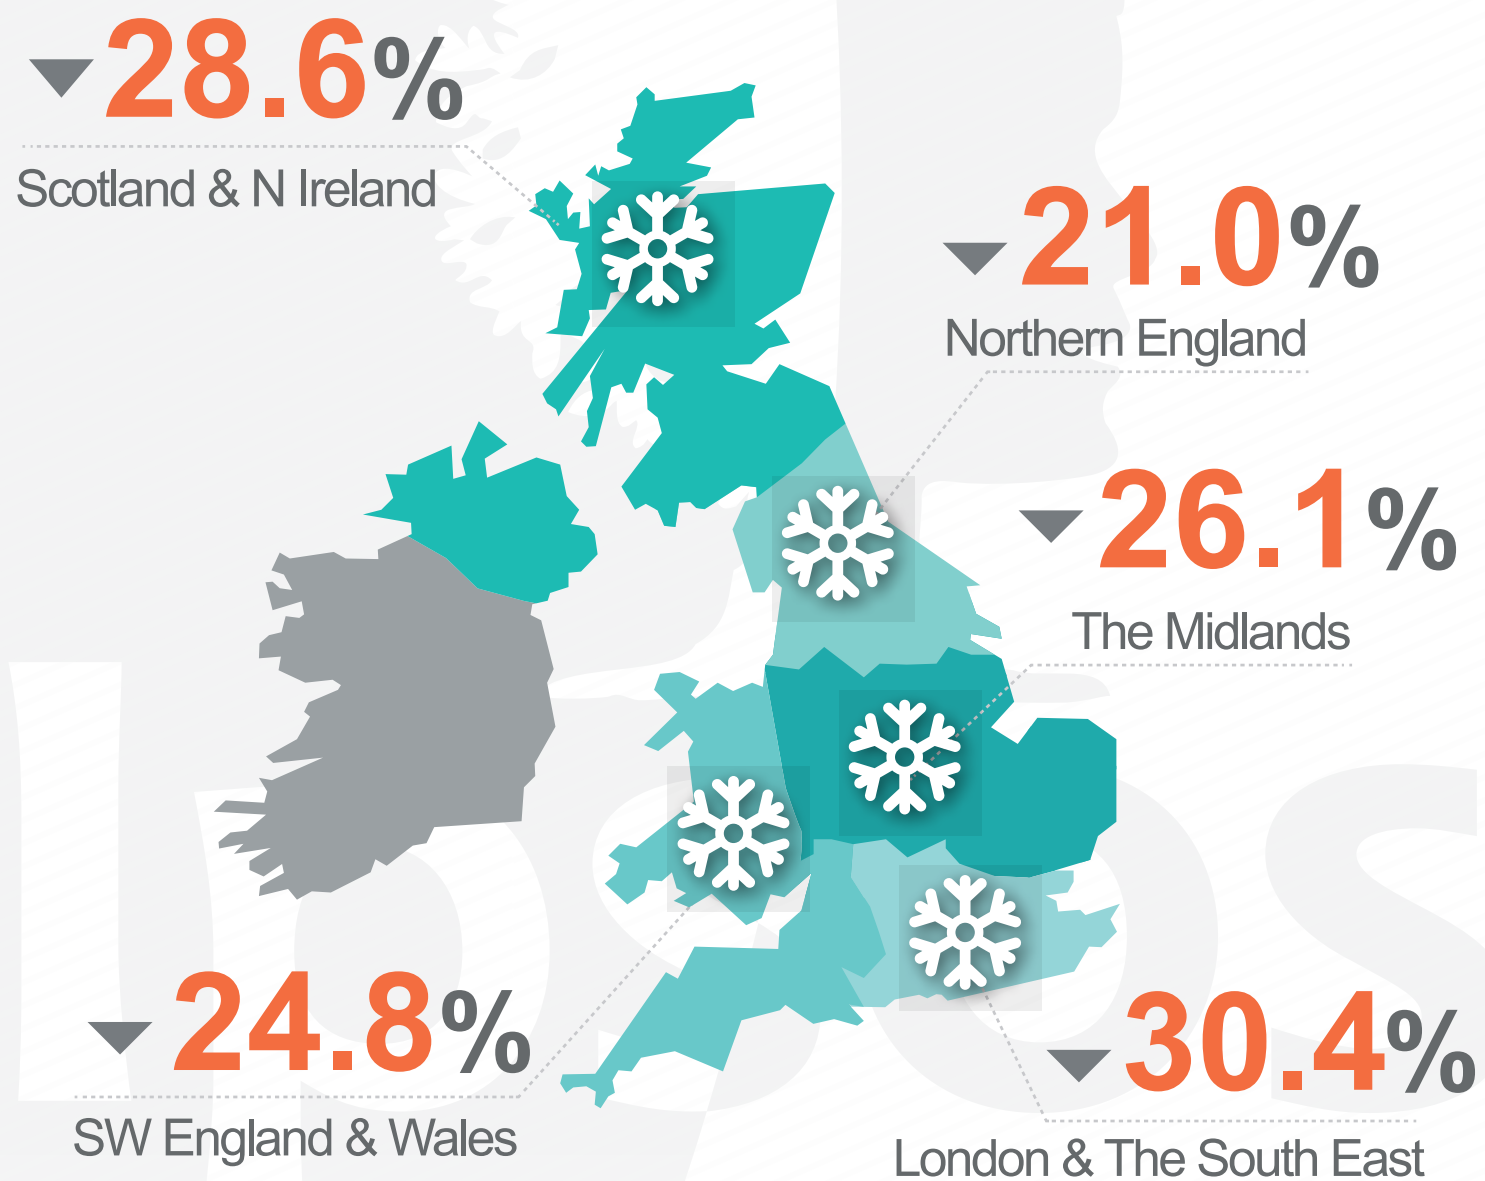 28.6%
Scotland & N Ireland
21.0%
Northern England
26.1%
The Midlands
24.8%
SW England & Wales
30.4%
London & The South East
Ipsos